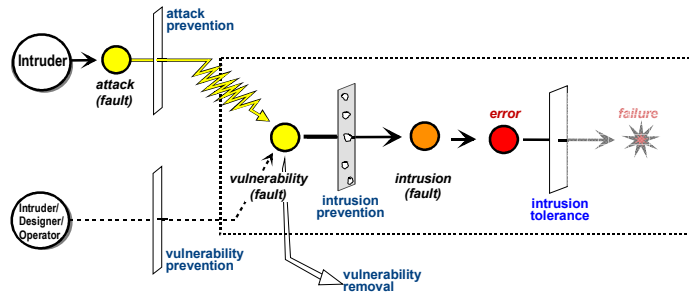 attack
prevention
Intruder
attack
(fault)
error
failure
vulnerability
(fault)
intrusion
prevention
intrusion
(fault)
intrusion
tolerance
Intruder/
Designer/
Operator
vulnerability
prevention
vulnerability
removal